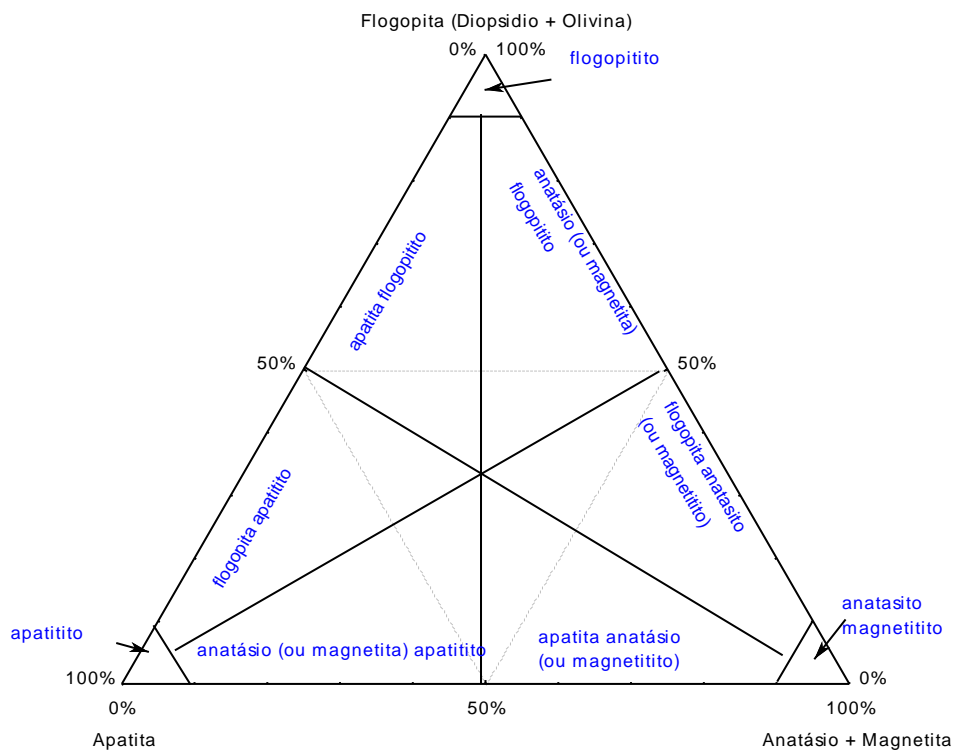 Flogopita (Diopsidio + Olivina)
0% 100%
flogopitito
anatásio (ou magnetita)
flogopitito
apatita flogopitito
50%
50%
flogopita anatasito
(ou magnetitito)
flogopita apatitito
anatasito
magnetitito
apatitito
anatásio (ou magnetita) apatitito
apatita anatásio
(ou magnetitito)
100%
0%
0%
50%
100%
Apatita
Anatásio + Magnetita